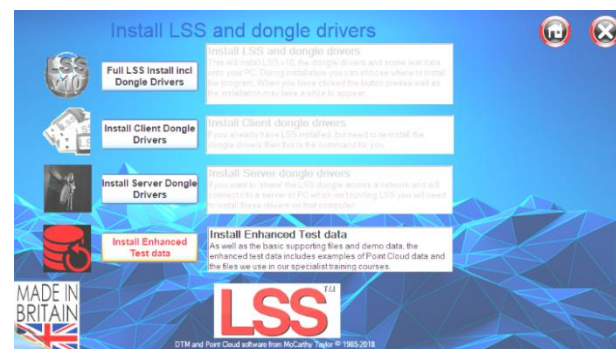 Install LSS and dongle drivers
LSS
v10
Full LSS Install incl
Dongle Drivers
Install LSS and dongle drivers
This will install LSS v10, the dongle drivers and some test data
onto your PC. During installation you can choose where to install
the program. When you have clicked the button please wait as
the installation may take a while to appear.
Install Client Dongle
Drivers
Install Client dongle drivers
If you already have LSS installed, but need to re-install the
dongle drivers then this is the command for you.
Install Server Dongle
Drivers
Install Server dongle drivers
If you want to 'share' the LSS dongle across a network and will
connect to a server or PC which isn't running LSS you will need
to install these drivers on that computer.
Install Enhanced
Test data
Install Enhanced Test data
As well as the basic supporting files and demo data, the
enhanced test data includes examples of Point Cloud data and
the files we use in our specialist training courses.
MADE IN
BRITAIN
LSS™
DTM and Point Cloud software from McCarthy Taylor © 1985-2018